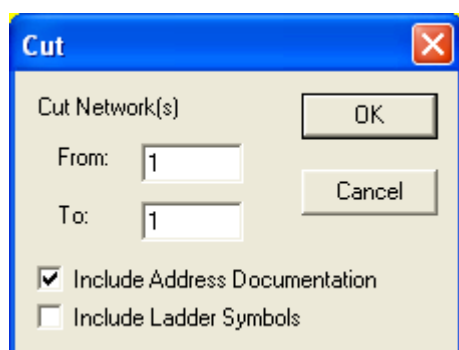 Cut
Cut Network(s)
OK
From: 1
Cancel
To: 1
Include Address Documentation
Include Ladder Symbols